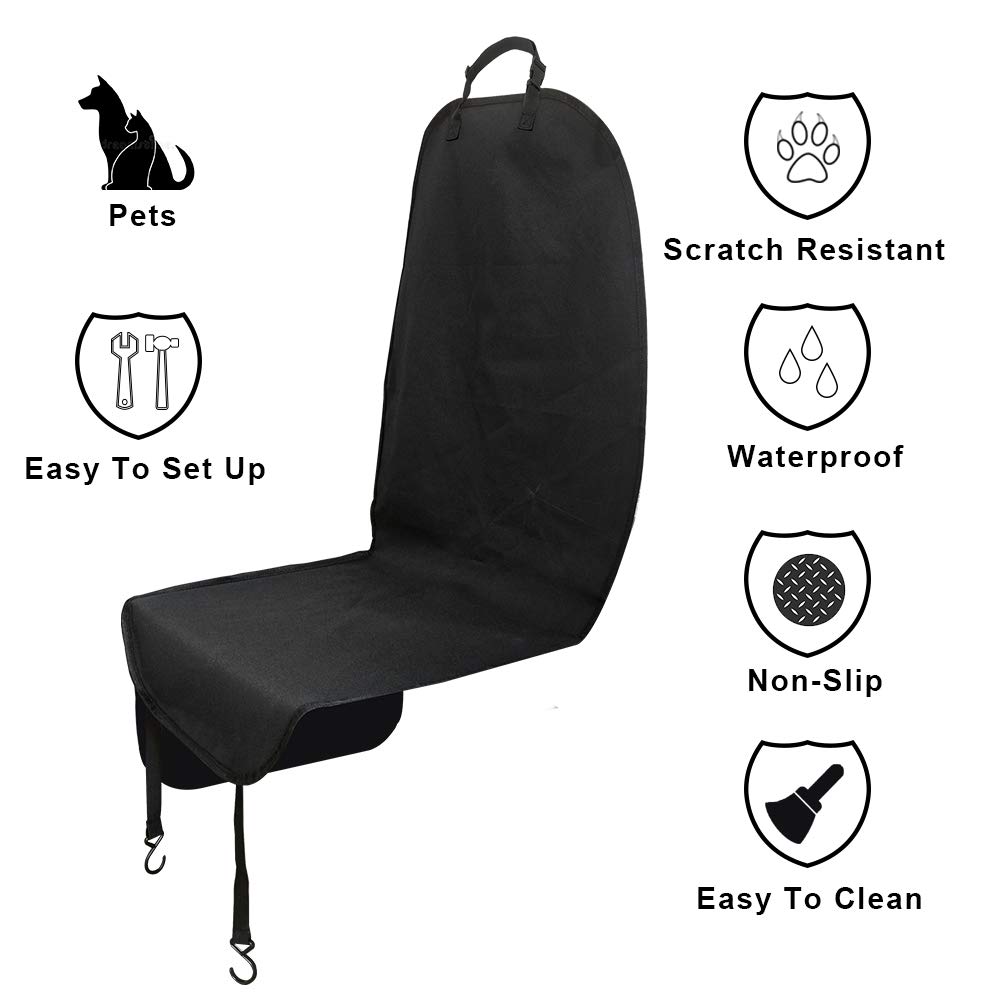 Pets
Scratch Resistant
Easy To Set Up
Waterproof
Non-Slip
Easy To Clean